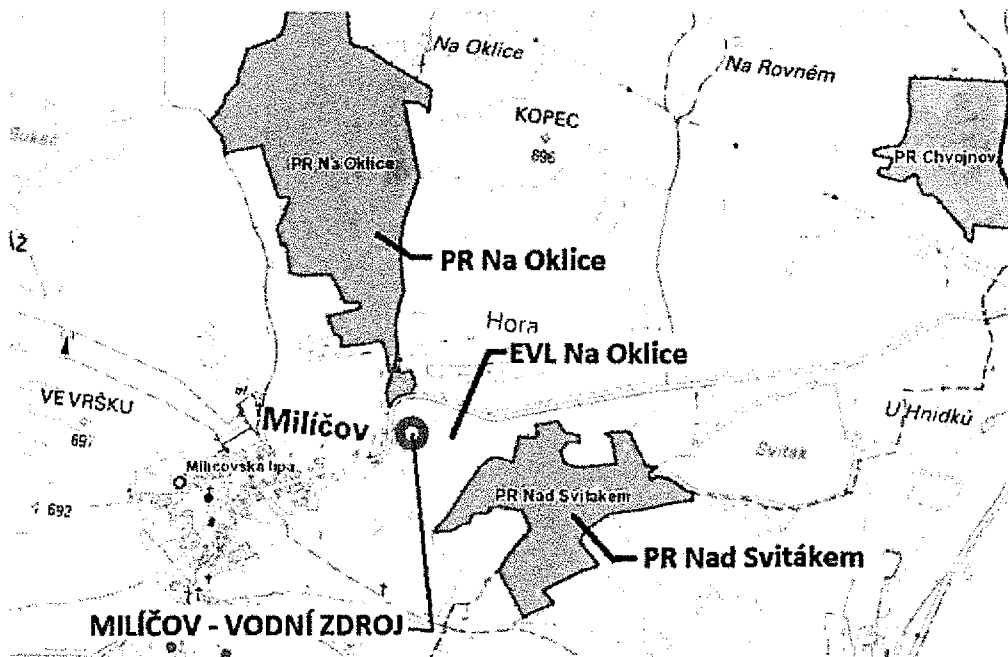 Na Oklice
Na Rovném
KOPEC
696
PR Na Oklice
PR Chvojnov
PR Na Oklice
Hora
EVL Na Oklice
VE VRŠKU
697
Milíčov
U Hnídků
Sviták
Milíčovská lípa
692
PR Nad Svitákem
PR Nad Svitákem
MILÍČOV - VODNÍ ZDROJ